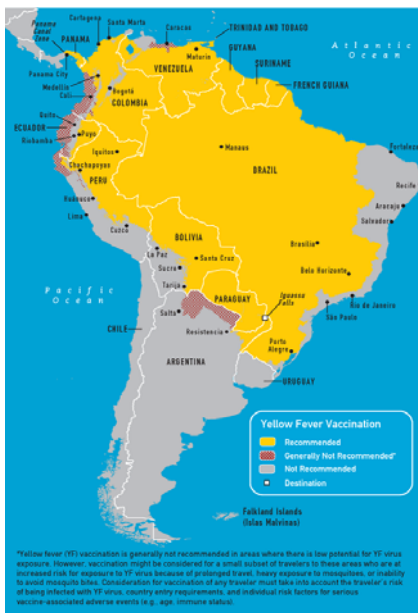 Panama
Canal
Zone
Cartagena
Santa Marta
PANAMA
Caracas
TRINIDAD AND TOBAGO
Atlantic
Ocean
Panama City
Maturin
GUYANA
VENEZUELA
SURINAME
Medellín
Bogotá
FRENCH GUIANA
Cali
COLOMBIA
Quito
ECUADOR
Puyo
Riobamba
Iquitos
Manaus
Fortaleza
Chachapoyas
BRAZIL
Recife
PERU
Huánuco
Aracaju
Lima
Salvador
Cuzco
BOLIVIA
La Paz
Brasília
Santa Cruz
Sucre
Belo Horizonte
Pacific
Ocean
Tarija
PARAGUAY
Iguassu
Falls
Rio de Janeiro
Salta
São Paulo
CHILE
Resistencia
Porto
Alegre
ARGENTINA
URUGUAY
Yellow Fever Vaccination
Recommended
Generally Not Recommended*
Not Recommended
Destination
Falkland Islands
(Islas Malvinas)
*Yellow fever (YF) vaccination is generally not recommended in areas where there is low potential for YF virus
exposure. However, vaccination might be considered for a small subset of travelers to these areas who are at
increased risk for exposure to YF virus because of prolonged travel, heavy exposure to mosquitoes, or inability
to avoid mosquito bites. Consideration for vaccination of any traveler must take into account the traveler's risk
of being infected with YF virus, country entry requirements, and individual risk factors for serious
vaccine-associated adverse events (e.g., age, immune status).